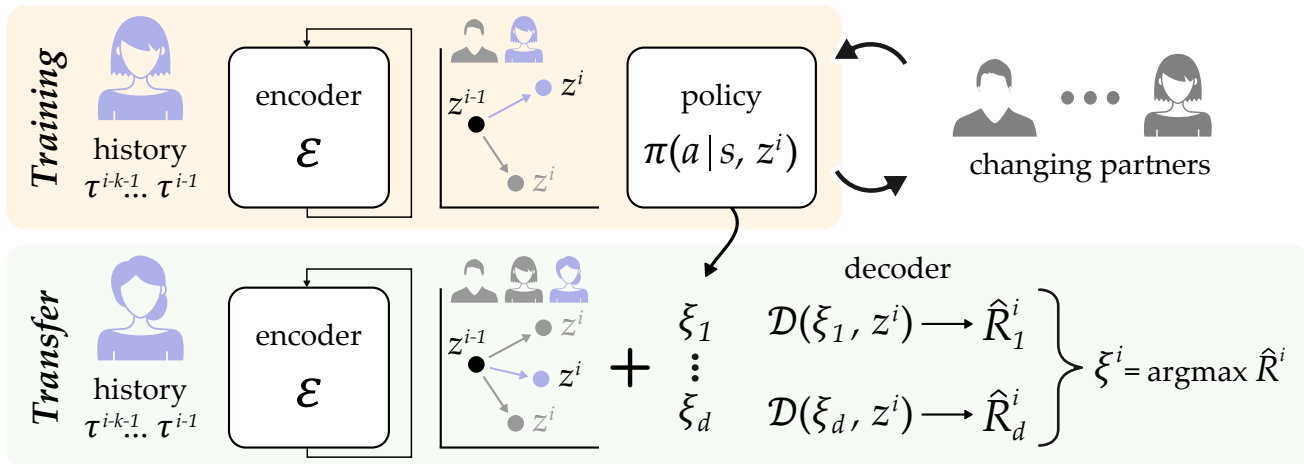 Training
history
τ^{i-k-1}... τ^{i-1}
encoder
ε
z^{i-1}
z^i
z^i
policy
π(a|s, z^i)
changing partners
Transfer
history
τ^{i-k-1}... τ^{i-1}
encoder
ε
z^{i-1}
z^i
z^i
z^i
+
decoder
ξ_1 𝒟(ξ_1, z^i) → R̂^i_1
⋮
ξ_d 𝒟(ξ_d, z^i) → R̂^i_d
ξ^i = argmax R̂^i